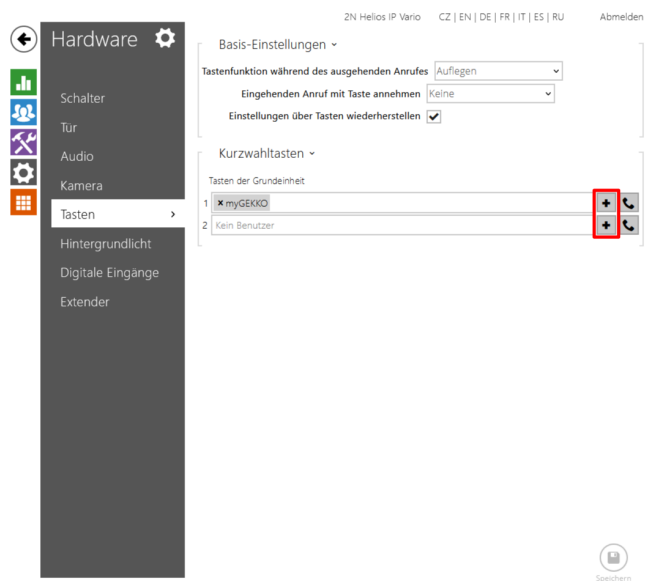 2N Helios IP Vario CZ | EN | DE | FR | IT | ES | RU Abmelden
Hardware
Schalter
Tür
Audio
Kamera
Tasten
Hintergrundlicht
Digitale Eingänge
Extender
Basis-Einstellungen
Tastenfunktion während des ausgehenden Anrufes Auflegen
Eingehenden Anruf mit Taste annehmen Keine
Einstellungen über Tasten wiederherstellen
Kurzwahltasten
Tasten der Grundeinheit
1 × myGEKKO
2 Kein Benutzer
Speichern